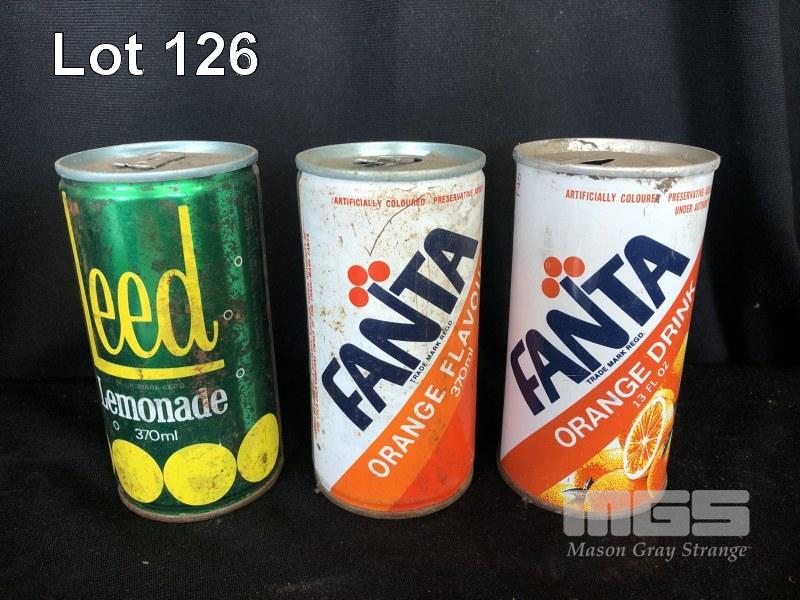 Lot 126
Leed
Lemonade
370ml
ARTIFICIALLY COLOURED PRESERVATIVE
FANTA
TRADE MARK REGD.
ORANGE FLAVOU
370ml
ARTIFICIALLY COLOURED PRESERVATIVE
UNDER
FANTA
TRADE MARK REGD.
ORANGE DRINK
13 FL OZ
MGS
Mason Gray Strange